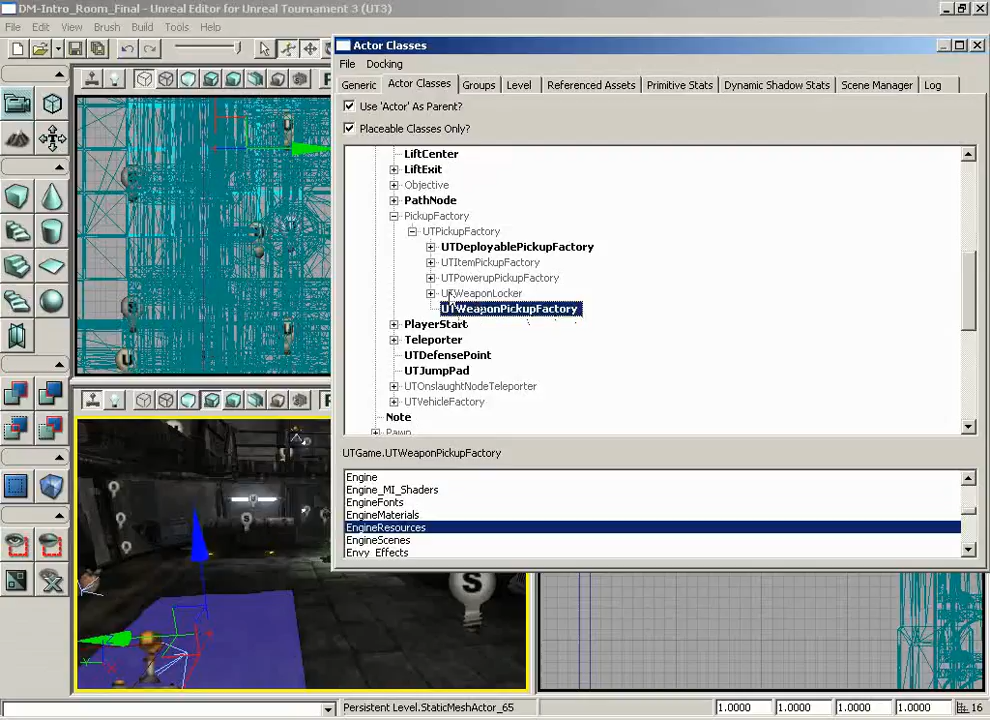 DM-Intro_Room_Final - Unreal Editor for Unreal Tournament 3 (UT3)
File Edit View Brush Build Tools Help
Actor Classes
File Docking
Generic Actor Classes Groups Level Referenced Assets Primitive Stats Dynamic Shadow Stats Scene Manager Log
Use 'Actor' As Parent?
Placeable Classes Only?
LiftCenter
LiftExit
Objective
PathNode
PickupFactory
UTPickupFactory
UTDeployablePickupFactory
UTItemPickupFactory
UTPowerupPickupFactory
UTWeaponLocker
UTWeaponPickupFactory
PlayerStart
Teleporter
UTDefensePoint
UTJumpPad
UTOnslaughtNodeTeleporter
UTVehicleFactory
Note
Pawn
UTGame.UTWeaponPickupFactory
Engine
Engine_MI_Shaders
EngineFonts
EngineMaterials
EngineResources
EngineScenes
Envy_Effects
S
Persistent Level.StaticMeshActor_65
1.0000 1.0000 1.0000 1.0000 16